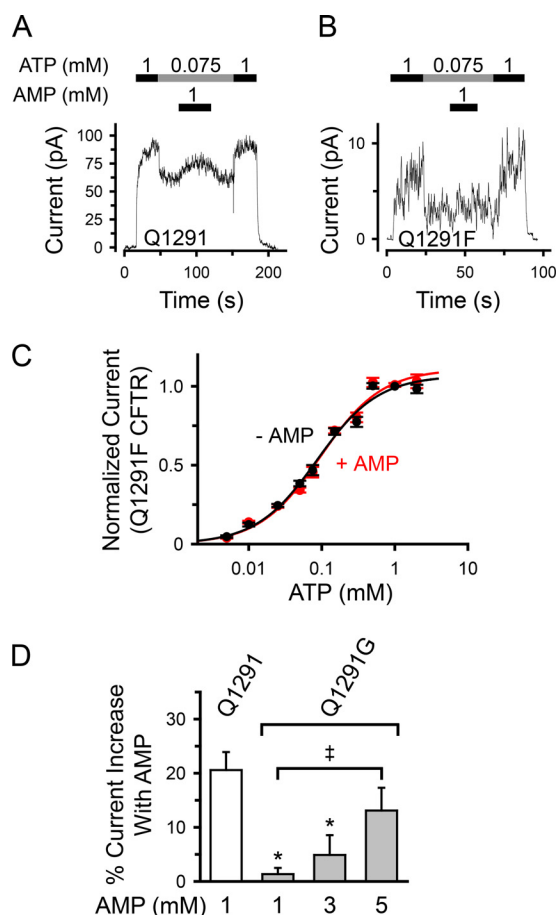 A
ATP (mM) 1 0.075 1
AMP (mM) 1
Current (pA)
100
75
50
25
0
Q1291
0 100 200
Time (s)
B
1 0.075 1
1
Current (pA)
10
0
Q1291F
0 50 100
Time (s)
C
Normalized Current
(Q1291F CFTR)
1.0
0.5
0
- AMP
+ AMP
0.01 0.1 1 10
ATP (mM)
D
Q1291
Q1291G
% Current Increase
With AMP
30
20
10
0
‡
* *
AMP (mM) 1 1 3 5